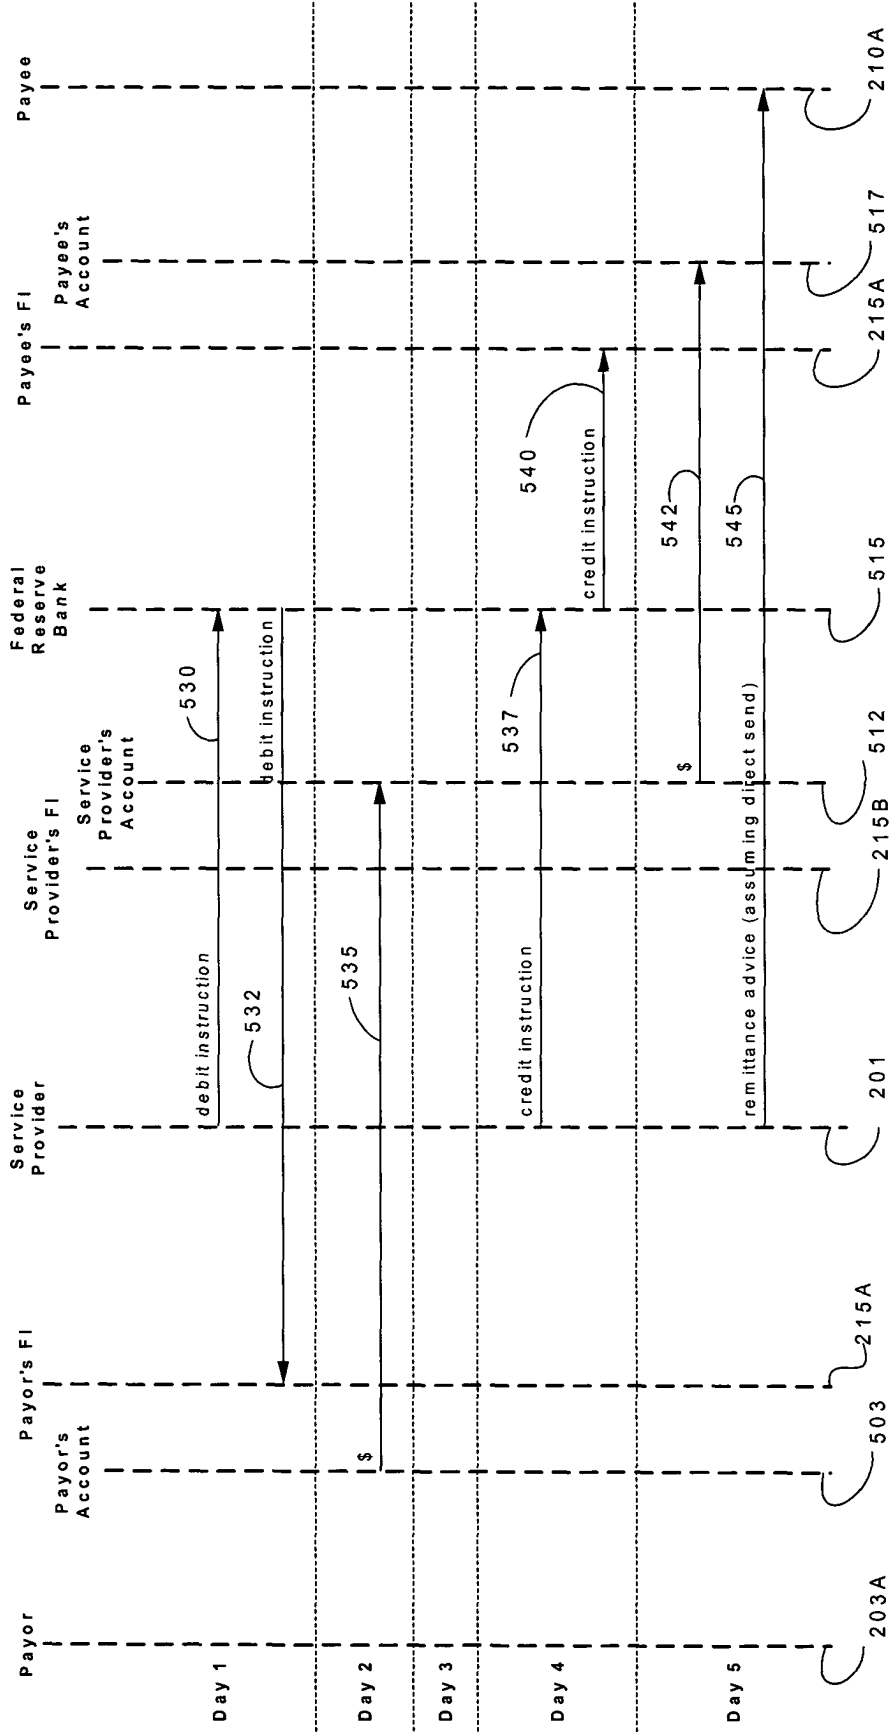 Payor
Payor's
Account
Payor's FI
Service
Provider
Service
Provider's FI
Service
Provider's
Account
Federal
Reserve
Bank
Payee's FI
Payee's
Account
Payee
Day 1
debit instruction
530
532
debit instruction
Day 2
$
535
Day 3
Day 4
credit instruction
537
credit instruction
540
Day 5
$
542
remittance advice (assuming direct send)
545
203A
503
215A
201
215B
512
515
215A
517
210A